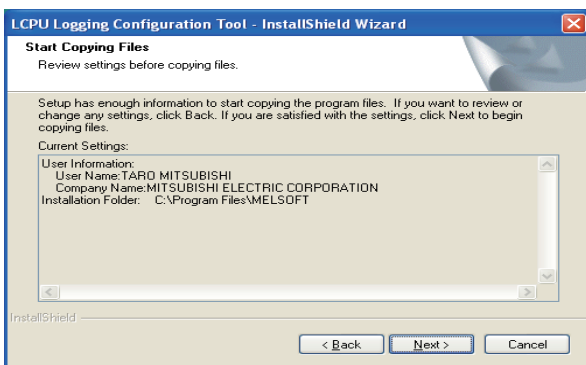 LCPU Logging Configuration Tool - InstallShield Wizard
Start Copying Files
Review settings before copying files.
Setup has enough information to start copying the program files. If you want to review or
change any settings, click Back. If you are satisfied with the settings, click Next to begin
copying files.
Current Settings:
User Information:
User Name:TARO MITSUBISHI
Company Name:MITSUBISHI ELECTRIC CORPORATION
Installation Folder: C:\Program Files\MELSOFT
InstallShield
< Back Next > Cancel